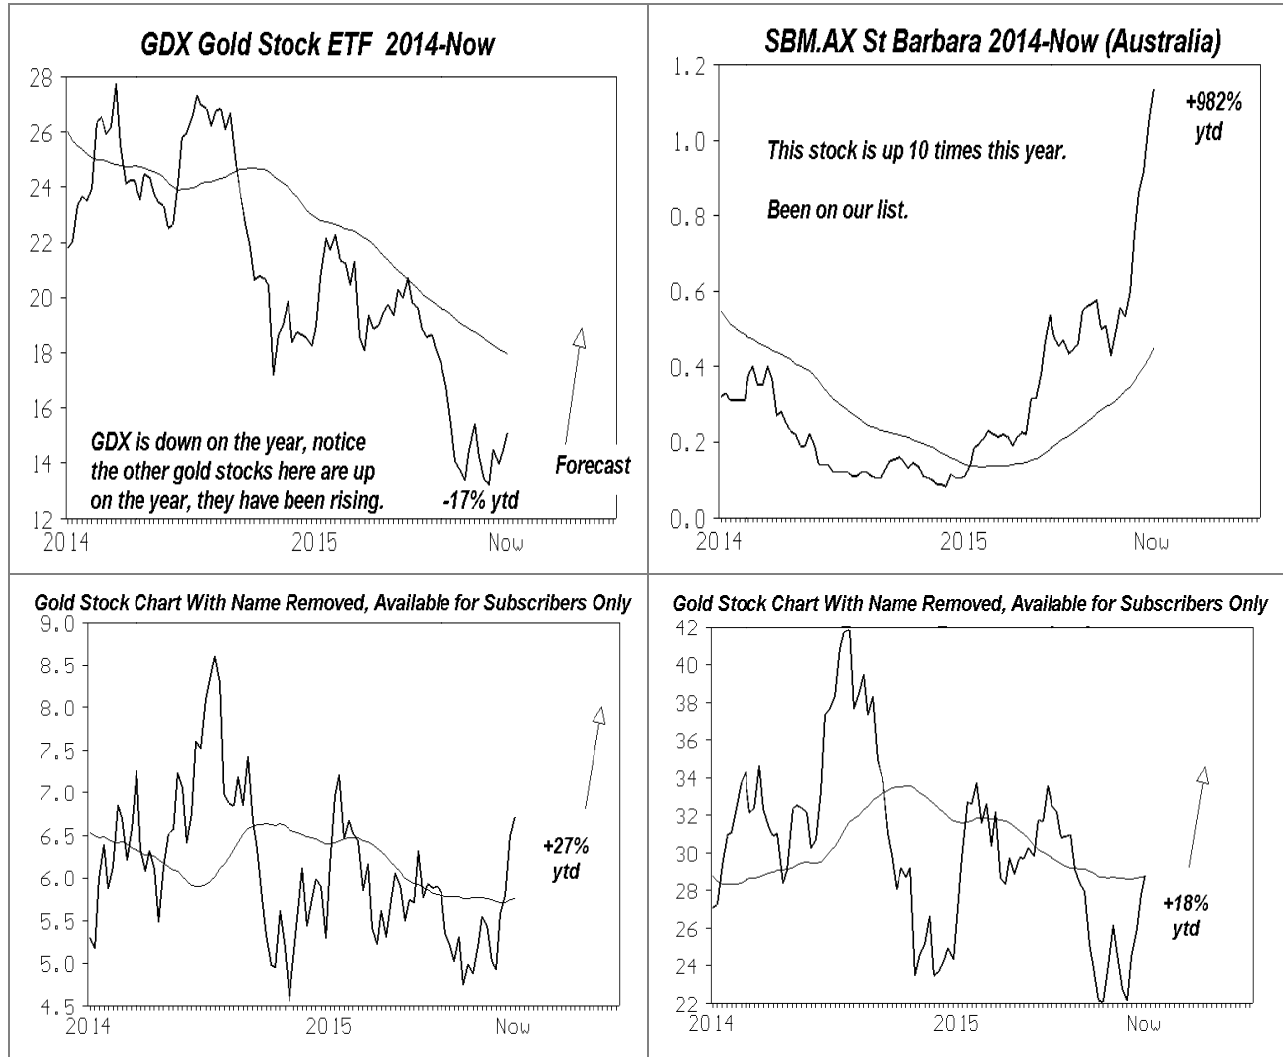 GDX Gold Stock ETF 2014-Now
28
26
24
22
20
18
16
14
12
GDX is down on the year, notice
the other gold stocks here are up
on the year, they have been rising.
-17% ytd
Forecast
2014
2015
Now
SBM.AX St Barbara 2014-Now (Australia)
1.2
1.0
0.8
0.6
0.4
0.2
0.0
+982%
ytd
This stock is up 10 times this year.
Been on our list.
2014
2015
Now
Gold Stock Chart With Name Removed, Available for Subscribers Only
9.0
8.5
8.0
7.5
7.0
6.5
6.0
5.5
5.0
4.5
+27%
ytd
2014
2015
Now
Gold Stock Chart With Name Removed, Available for Subscribers Only
42
40
38
36
34
32
30
28
26
24
22
+18%
ytd
2014
2015
Now